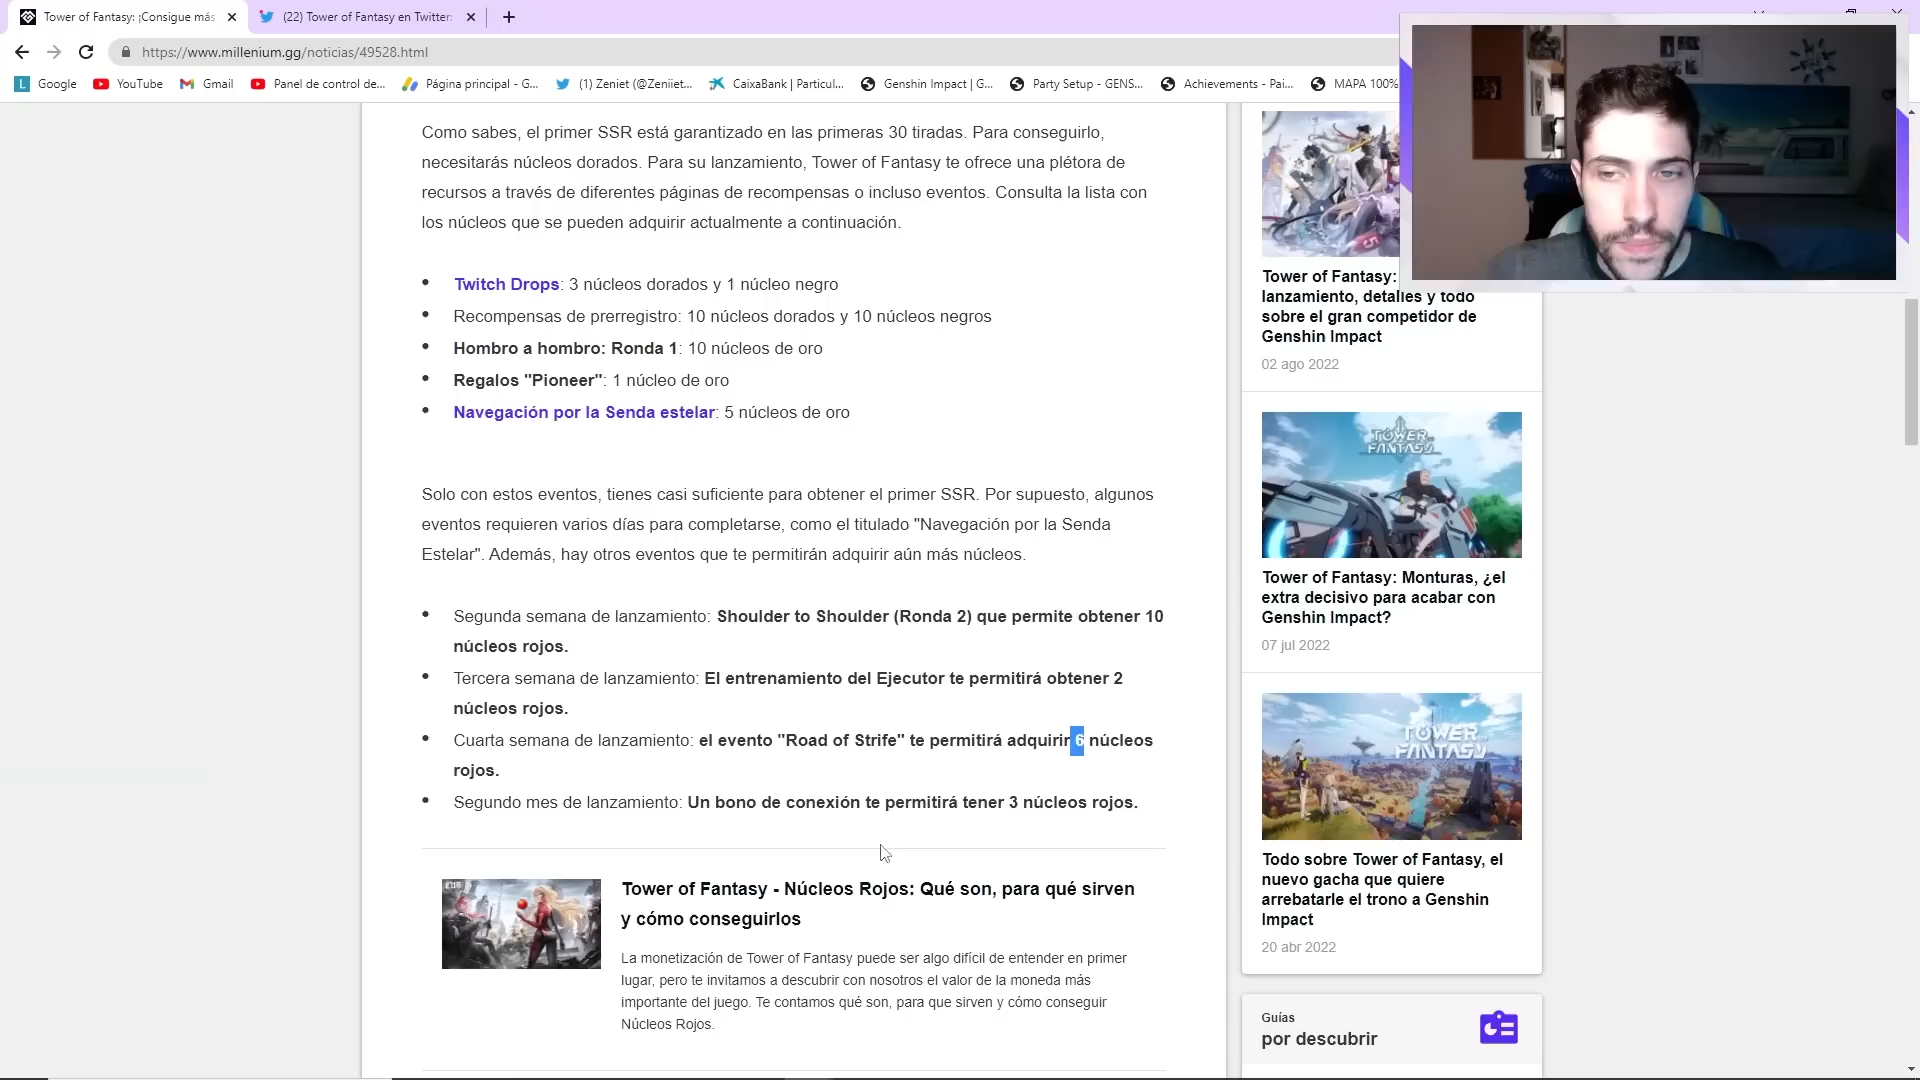 Tower of Fantasy: ¡Consigue más
(22) Tower of Fantasy en Twitter:
https://www.millenium.gg/noticias/49528.html
Google
YouTube
Gmail
Panel de control de...
Página principal - G...
(1) Zeniet (@Zeniiet...
CaixaBank | Particul...
Genshin Impact | G...
Party Setup - GENS...
Achievements - Pai...
MAPA 100%
Como sabes, el primer SSR está garantizado en las primeras 30 tiradas. Para conseguirlo,
necesitarás núcleos dorados. Para su lanzamiento, Tower of Fantasy te ofrece una plétora de
recursos a través de diferentes páginas de recompensas o incluso eventos. Consulta la lista con
los núcleos que se pueden adquirir actualmente a continuación.
• Twitch Drops: 3 núcleos dorados y 1 núcleo negro
• Recompensas de prerregistro: 10 núcleos dorados y 10 núcleos negros
• Hombro a hombro: Ronda 1: 10 núcleos de oro
• Regalos "Pioneer": 1 núcleo de oro
• Navegación por la Senda estelar: 5 núcleos de oro
Solo con estos eventos, tienes casi suficiente para obtener el primer SSR. Por supuesto, algunos
eventos requieren varios días para completarse, como el titulado "Navegación por la Senda
Estelar". Además, hay otros eventos que te permitirán adquirir aún más núcleos.
• Segunda semana de lanzamiento: Shoulder to Shoulder (Ronda 2) que permite obtener 10
núcleos rojos.
• Tercera semana de lanzamiento: El entrenamiento del Ejecutor te permitirá obtener 2
núcleos rojos.
• Cuarta semana de lanzamiento: el evento "Road of Strife" te permitirá adquirir 6 núcleos
rojos.
• Segundo mes de lanzamiento: Un bono de conexión te permitirá tener 3 núcleos rojos.
Tower of Fantasy - Núcleos Rojos: Qué son, para qué sirven
y cómo conseguirlos
La monetización de Tower of Fantasy puede ser algo difícil de entender en primer
lugar, pero te invitamos a descubrir con nosotros el valor de la moneda más
importante del juego. Te contamos qué son, para que sirven y cómo conseguir
Núcleos Rojos.
Tower of Fantasy:
lanzamiento, detalles y todo
sobre el gran competidor de
Genshin Impact
02 ago 2022
TOWER
FANTASY
Tower of Fantasy: Monturas, ¿el
extra decisivo para acabar con
Genshin Impact?
07 jul 2022
TOWER
FANTASY
Todo sobre Tower of Fantasy, el
nuevo gacha que quiere
arrebatarle el trono a Genshin
Impact
20 abr 2022
Guías
por descubrir